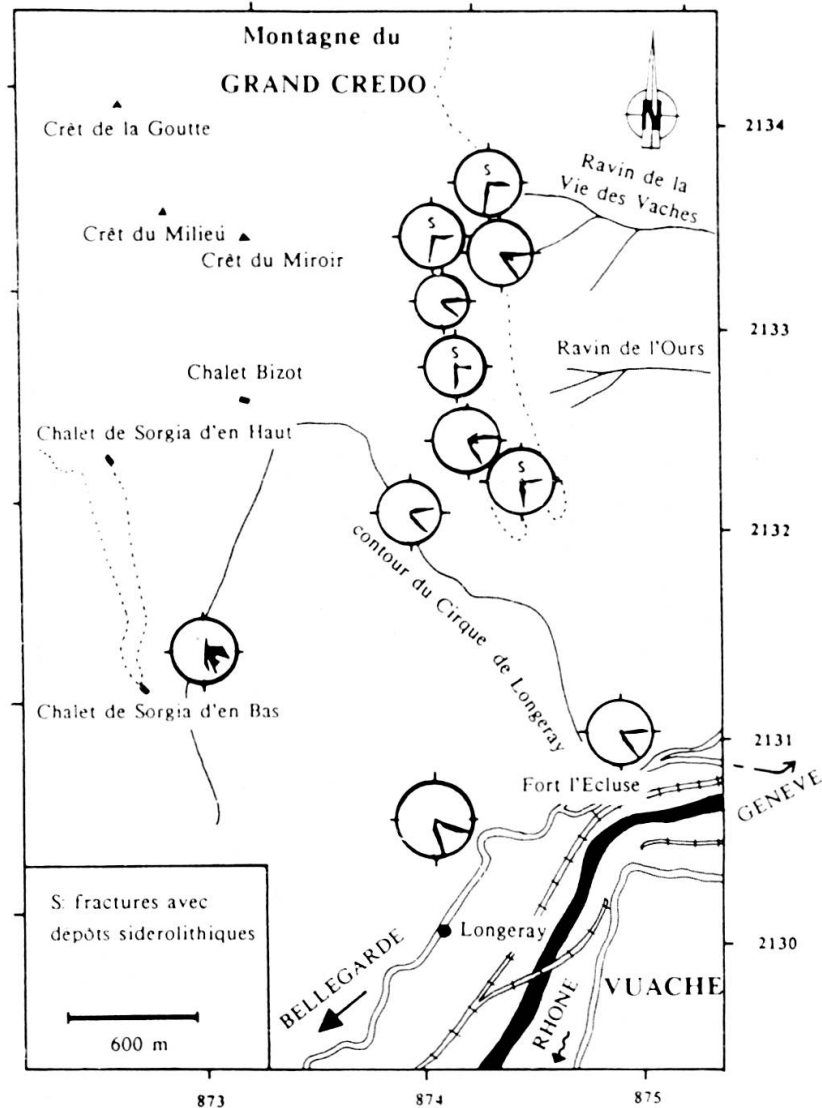 Montagne du
GRAND CREDO
N
Crêt de la Goutte
2134
Ravin de la
Vie des Vaches
S
S
Crêt du Milieu
Crêt du Miroir
2133
Ravin de l'Ours
S
Chalet Bizot
Chalet de Sorgia d'en Haut
S
2132
contour du Cirque de Longeray
Chalet de Sorgia d'en Bas
2131
Fort l'Ecluse
GENEVE
S: fractures avec
depôts siderolithiques
Longeray
2130
BELLEGARDE
VUACHE
RHONE
600 m
873
874
875